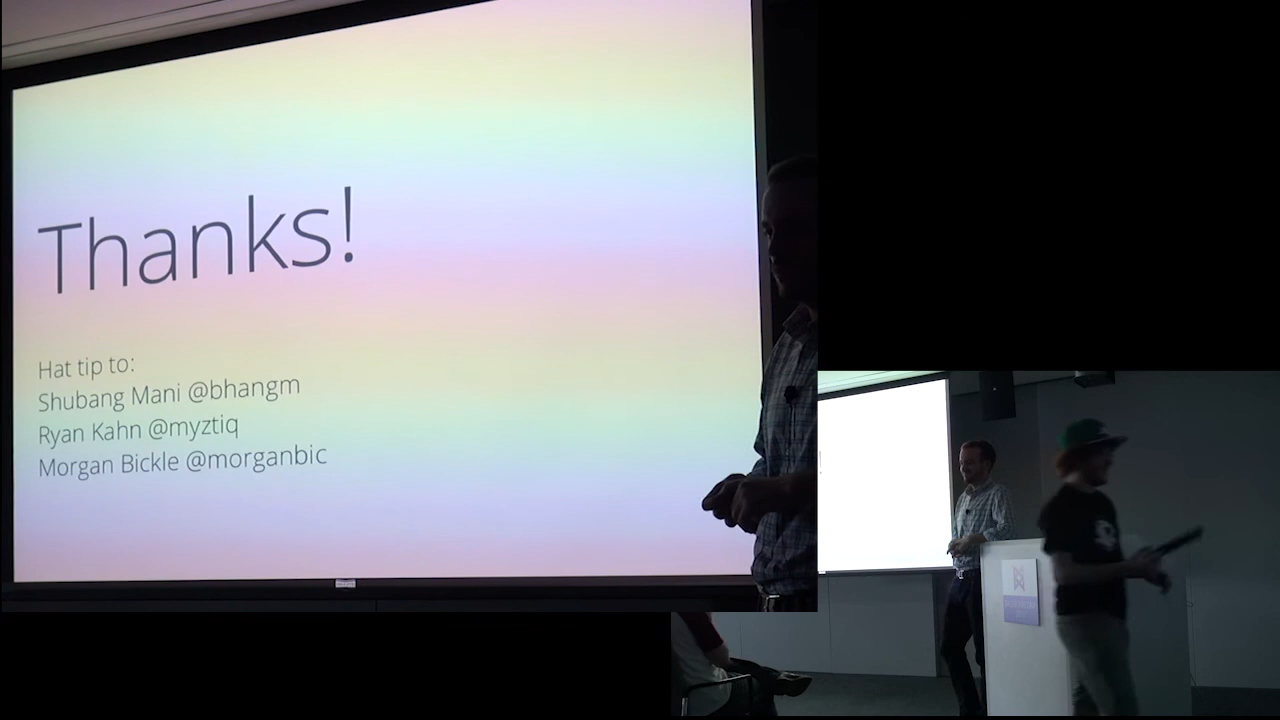 Thanks!
Hat tip to:
Shubang Mani @bhangm
Ryan Kahn @myztiq
Morgan Bickle @morganbic